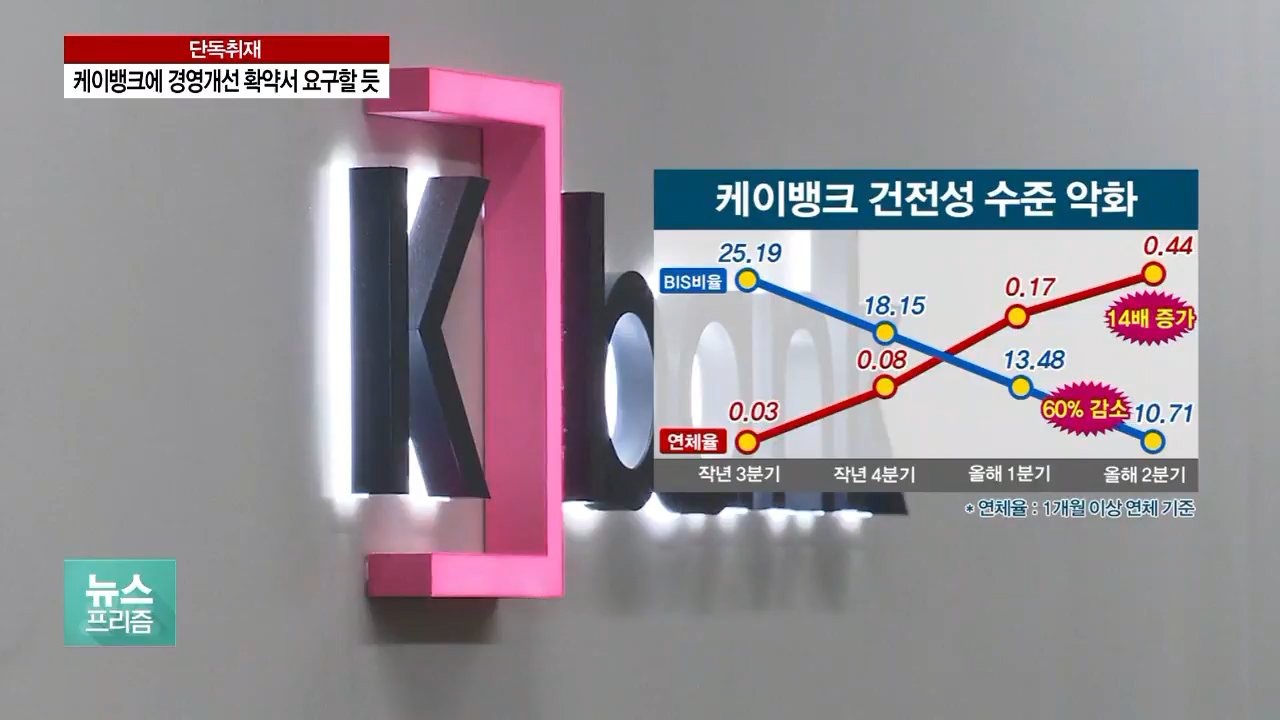 단독취재
케이뱅크에 경영개선 확약서 요구할 듯
K bank
케이뱅크 건전성 수준 악화
25.19
BIS비율
18.15
13.48
10.71
60% 감소
0.44
0.17
14배 증가
0.08
0.03
연체율
작년 3분기
작년 4분기
올해 1분기
올해 2분기
* 연체율 : 1개월 이상 연체 기준
뉴스
프리즘